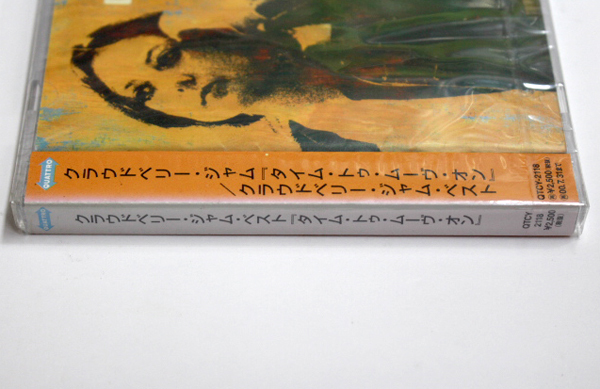 QUATTRO
クラウドベリー・ジャム『タイム・トゥ・ムーヴ・オン』
／クラウドベリー・ジャム・ベスト
QTCY-2118
¥2,500
クラウドベリー・ジャム・ベスト『タイム・トゥ・ムーヴ・オン』
QTCY
2118
¥2,500